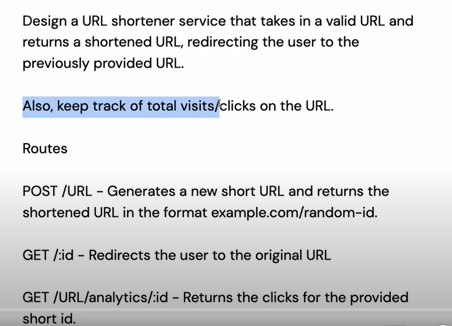 Design a URL shortener service that takes in a valid URL and
returns a shortened URL, redirecting the user to the
previously provided URL.
Also, keep track of total visits/clicks on the URL.
Routes
POST /URL – Generates a new short URL and returns the
shortened URL in the format example.com/random-id.
GET /:id – Redirects the user to the original URL
GET /URL/analytics/:id – Returns the clicks for the provided
short id.